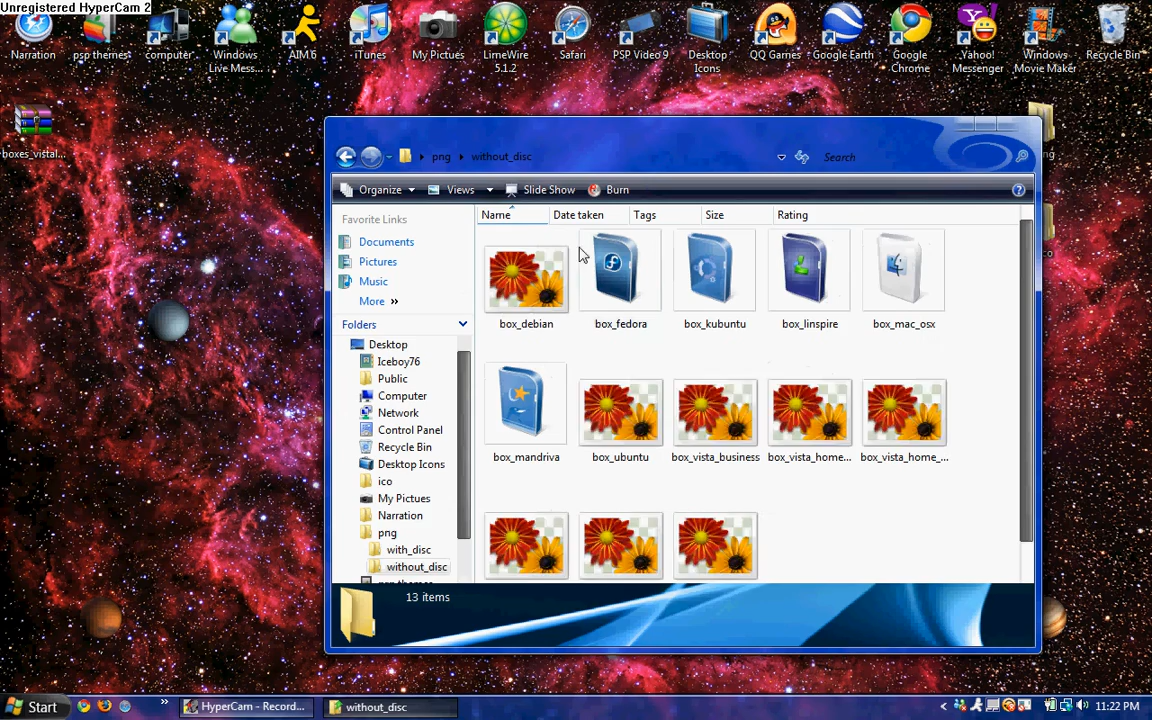 Unregistered HyperCam 2
Narration
psp themes
computer
Windows
Live Mess...
AIM 6
iTunes
My Pictues
LimeWire
5.1.2
Safari
PSP Video 9
Desktop
Icons
QQ Games
Google Earth
Google
Chrome
Yahoo!
Messenger
Windows
Movie Maker
Recycle Bin
boxes_vistal...
png
without_disc
Search
Organize
Views
Slide Show
Burn
Favorite Links
Documents
Pictures
Music
More »
Folders
Desktop
Iceboy76
Public
Computer
Network
Control Panel
Recycle Bin
Desktop Icons
ico
My Pictues
Narration
png
with_disc
without_disc
psp themes
Name
Date taken
Tags
Size
Rating
box_debian
box_fedora
box_kubuntu
box_linspire
box_mac_osx
box_mandriva
box_ubuntu
box_vista_business
box_vista_home...
box_vista_home_...
13 items
Start
HyperCam - Record...
without_disc
11:22 PM